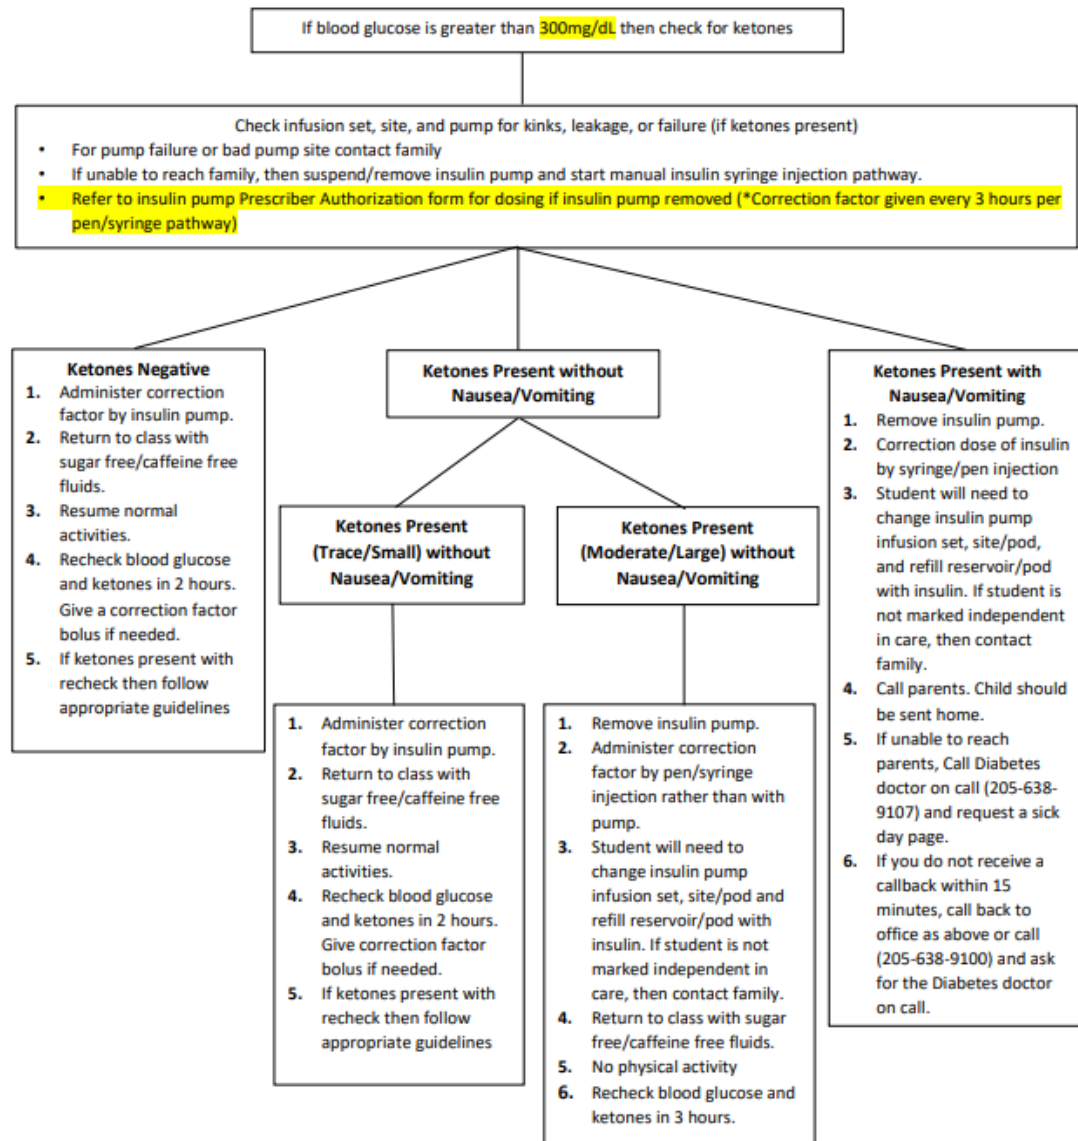 If blood glucose is greater than 300mg/dL then check for ketones
Check infusion set, site, and pump for kinks, leakage, or failure (if ketones present)
• For pump failure or bad pump site contact family
• If unable to reach family, then suspend/remove insulin pump and start manual insulin syringe injection pathway.
• Refer to insulin pump Prescriber Authorization form for dosing if insulin pump removed (*Correction factor given every 3 hours per
pen/syringe pathway)
Ketones Negative
1. Administer correction
factor by insulin pump.
2. Return to class with
sugar free/caffeine free
fluids.
3. Resume normal
activities.
4. Recheck blood glucose
and ketones in 2 hours.
Give a correction factor
bolus if needed.
5. If ketones present with
recheck then follow
appropriate guidelines
Ketones Present without
Nausea/Vomiting
Ketones Present
(Trace/Small) without
Nausea/Vomiting
1. Administer correction
factor by insulin pump.
2. Return to class with
sugar free/caffeine free
fluids.
3. Resume normal
activities.
4. Recheck blood glucose
and ketones in 2 hours.
Give correction factor
bolus if needed.
5. If ketones present with
recheck then follow
appropriate guidelines
Ketones Present
(Moderate/Large) without
Nausea/Vomiting
1. Remove insulin pump.
2. Administer correction
factor by pen/syringe
injection rather than with
pump.
3. Student will need to
change insulin pump
infusion set, site/pod and
refill reservoir/pod with
insulin. If student is not
marked independent in
care, then contact family.
4. Return to class with sugar
free/caffeine free fluids.
5. No physical activity
6. Recheck blood glucose and
ketones in 3 hours.
Ketones Present with
Nausea/Vomiting
1. Remove insulin pump.
2. Correction dose of insulin
by syringe/pen injection
3. Student will need to
change insulin pump
infusion set, site/pod,
and refill reservoir/pod
with insulin. If student is
not marked independent
in care, then contact
family.
4. Call parents. Child should
be sent home.
5. If unable to reach
parents, Call Diabetes
doctor on call (205-638-
9107) and request a sick
day page.
6. If you do not receive a
callback within 15
minutes, call back to
office as above or call
(205-638-9100) and ask
for the Diabetes doctor
on call.